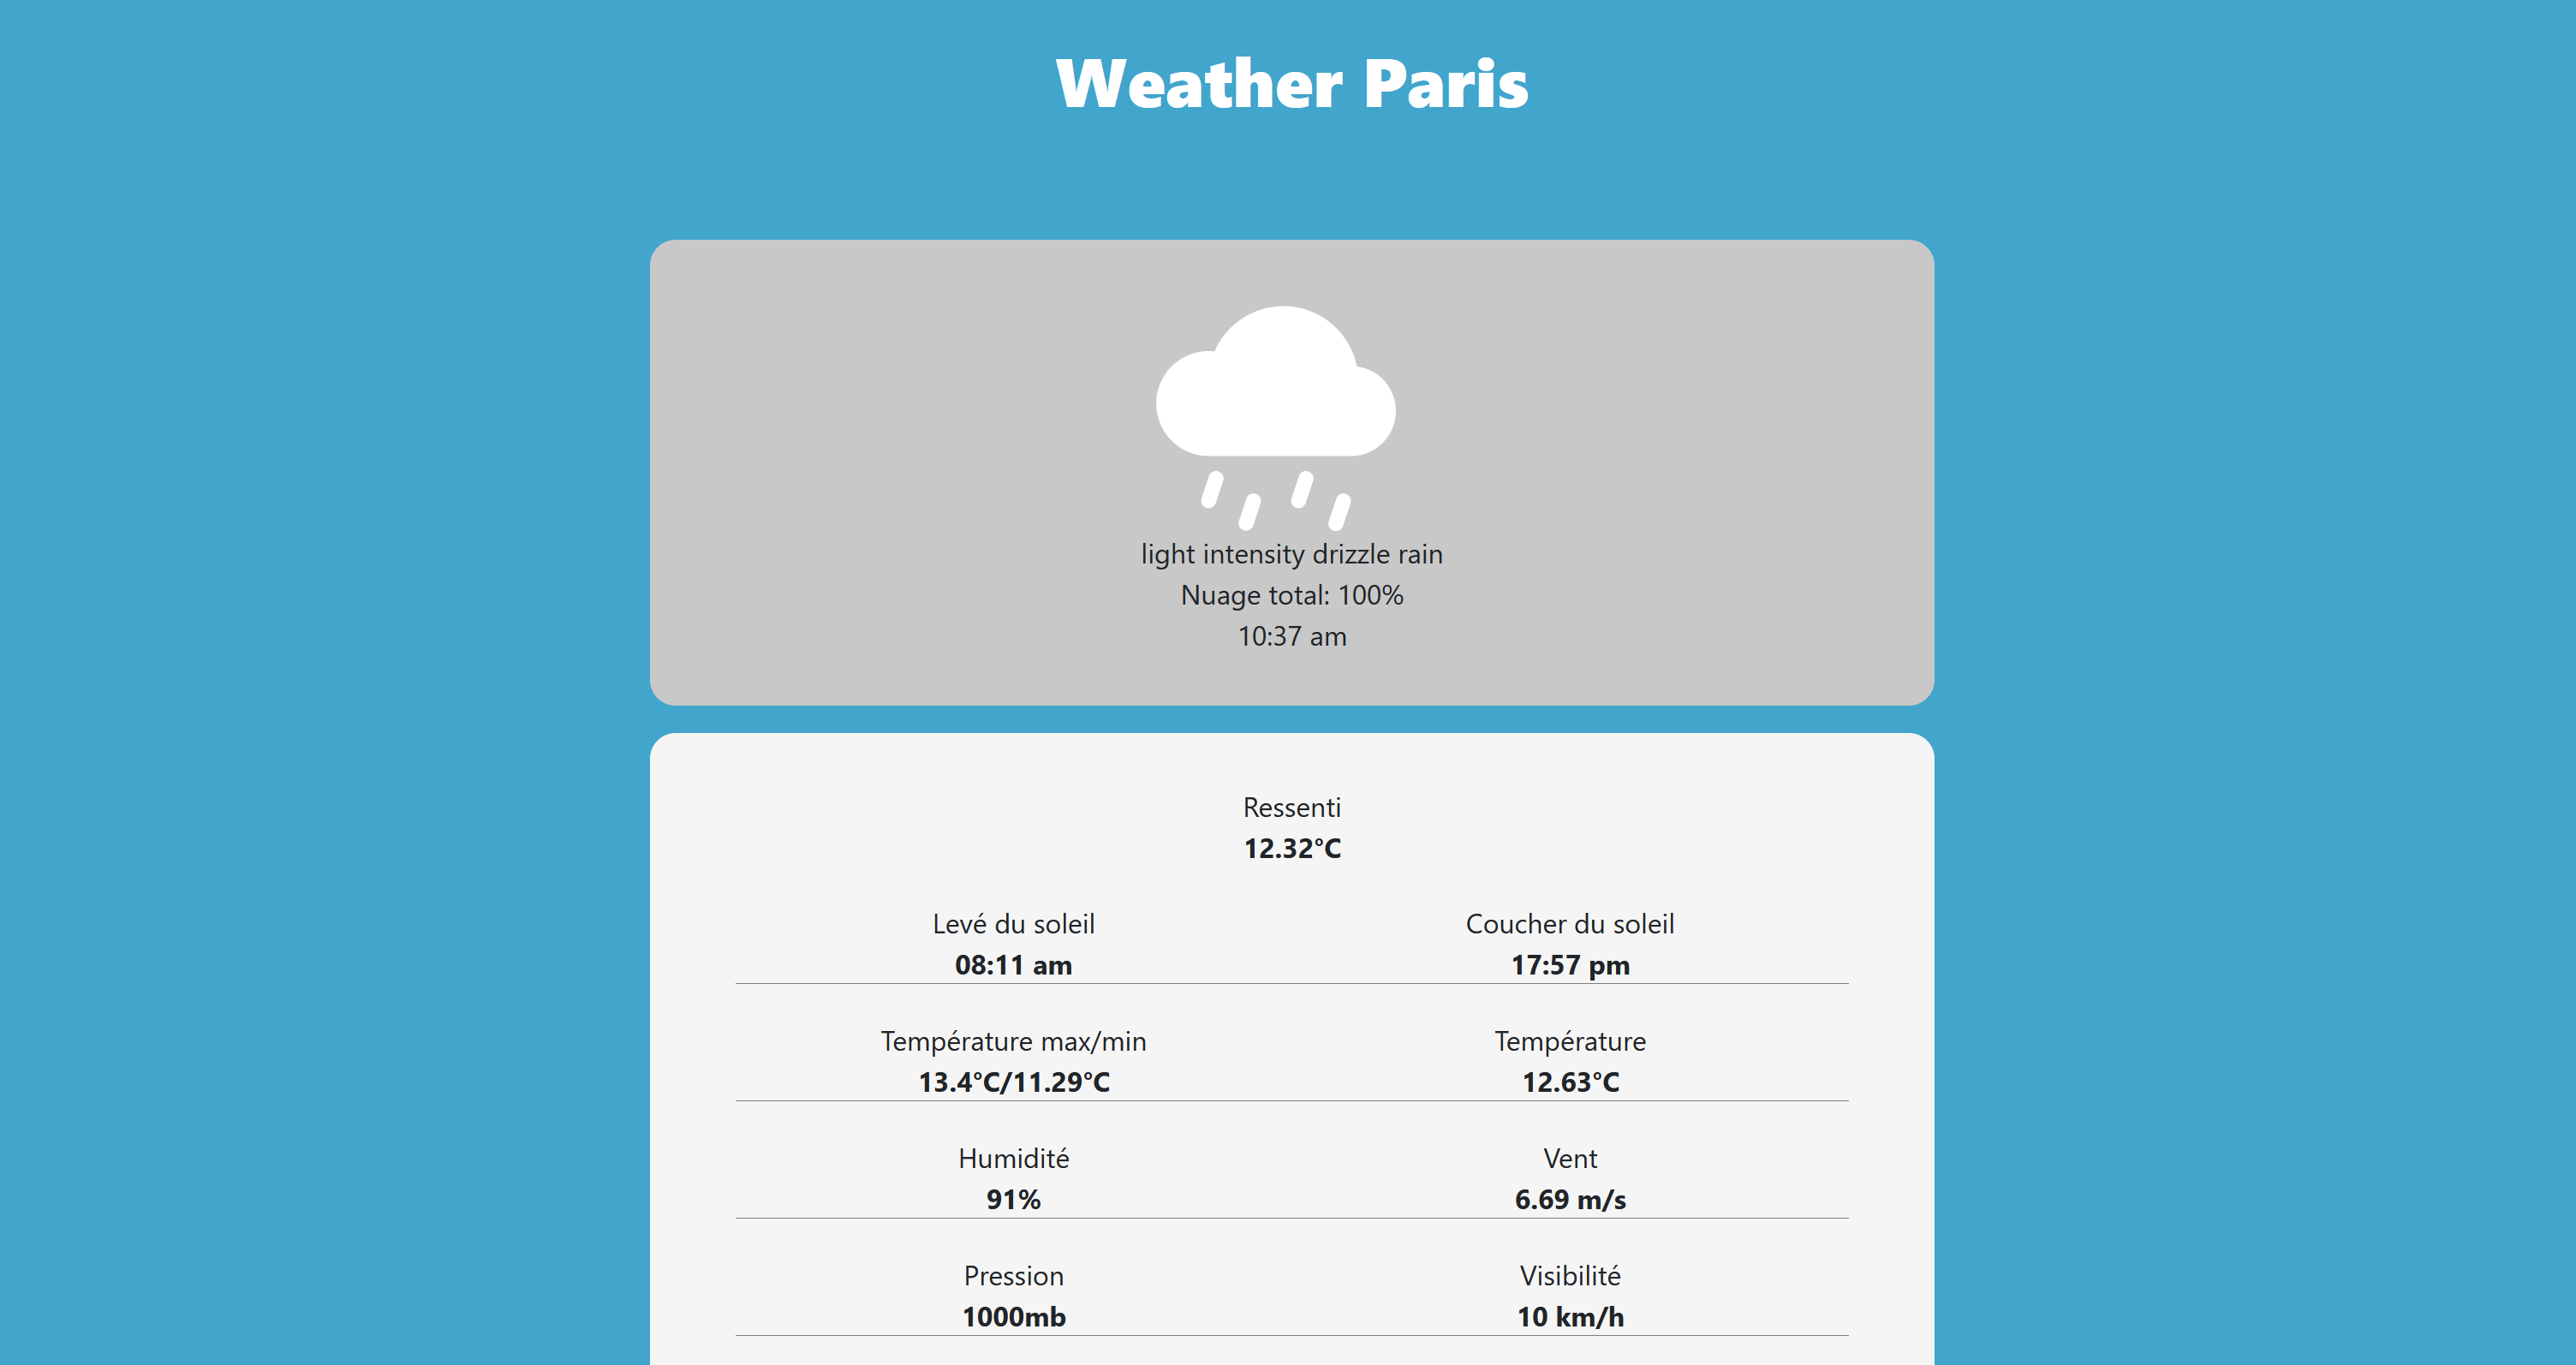 Weather Paris
light intensity drizzle rain
Nuage total: 100%
10:37 am
Ressenti
12.32°C
Levé du soleil
08:11 am
Coucher du soleil
17:57 pm
Température max/min
13.4°C/11.29°C
Température
12.63°C
Humidité
91%
Vent
6.69 m/s
Pression
1000mb
Visibilité
10 km/h